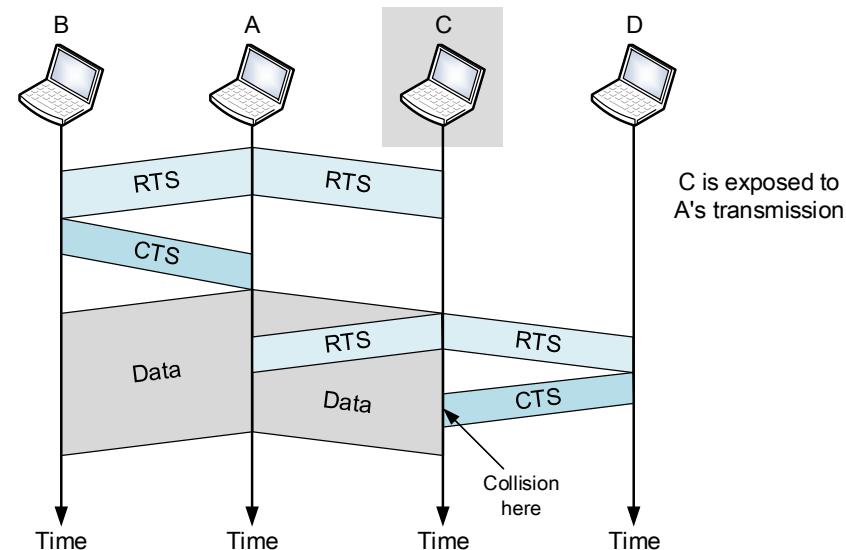 B
A
C
D
RTS
RTS
C is exposed to
A's transmission
CTS
RTS
RTS
Data
Data
CTS
Collision
here
Time
Time
Time
Time